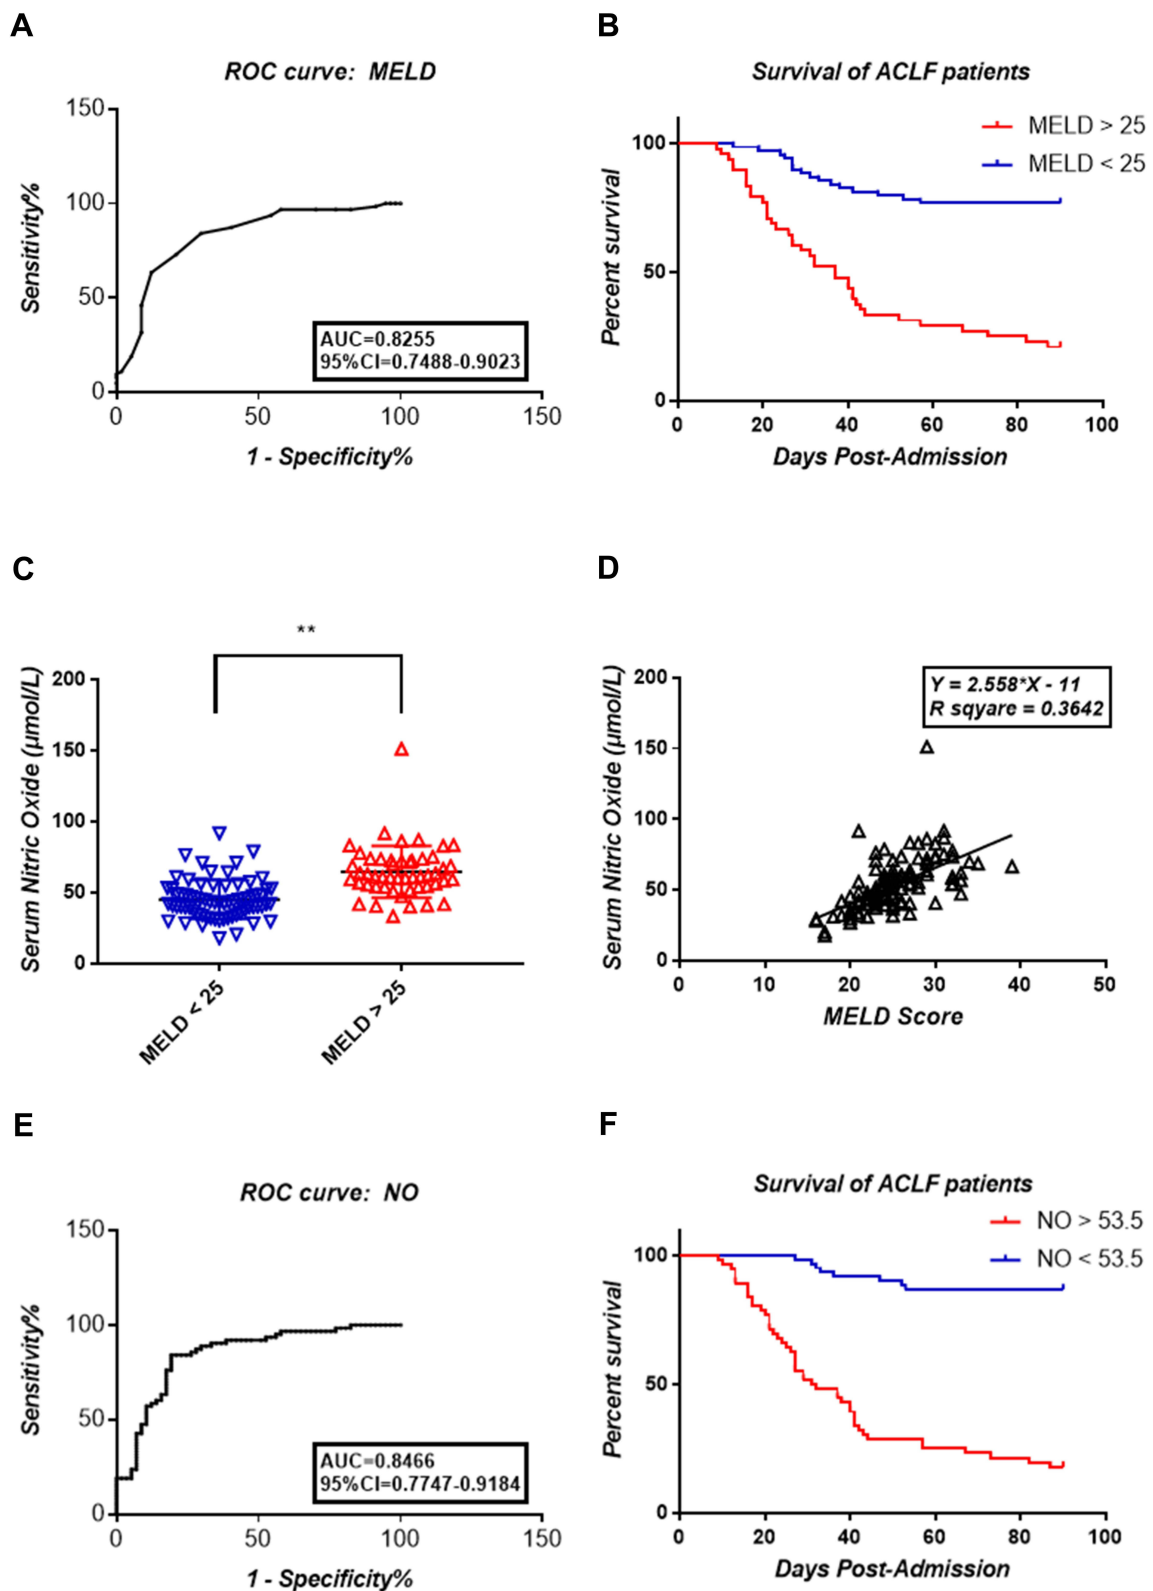 A
ROC curve: MELD
150
100
50
0
0
50
100
150
Sensitivity%
1 - Specificity%
AUC=0.8255
95%CI=0.7488-0.9023
B
Survival of ACLF patients
MELD > 25
MELD < 25
100
50
0
0
20
40
60
80
100
Percent survival
Days Post-Admission
C
**
200
150
100
50
0
Serum Nitric Oxide (µmol/L)
MELD < 25
MELD > 25
D
Y = 2.558*X - 11
R sqyare = 0.3642
200
150
100
50
0
0
10
20
30
40
50
Serum Nitric Oxide (µmol/L)
MELD Score
E
ROC curve: NO
150
100
50
0
0
50
100
150
Sensitivity%
1 - Specificity%
AUC=0.8466
95%CI=0.7747-0.9184
F
Survival of ACLF patients
NO > 53.5
NO < 53.5
100
50
0
0
20
40
60
80
100
Percent survival
Days Post-Admission